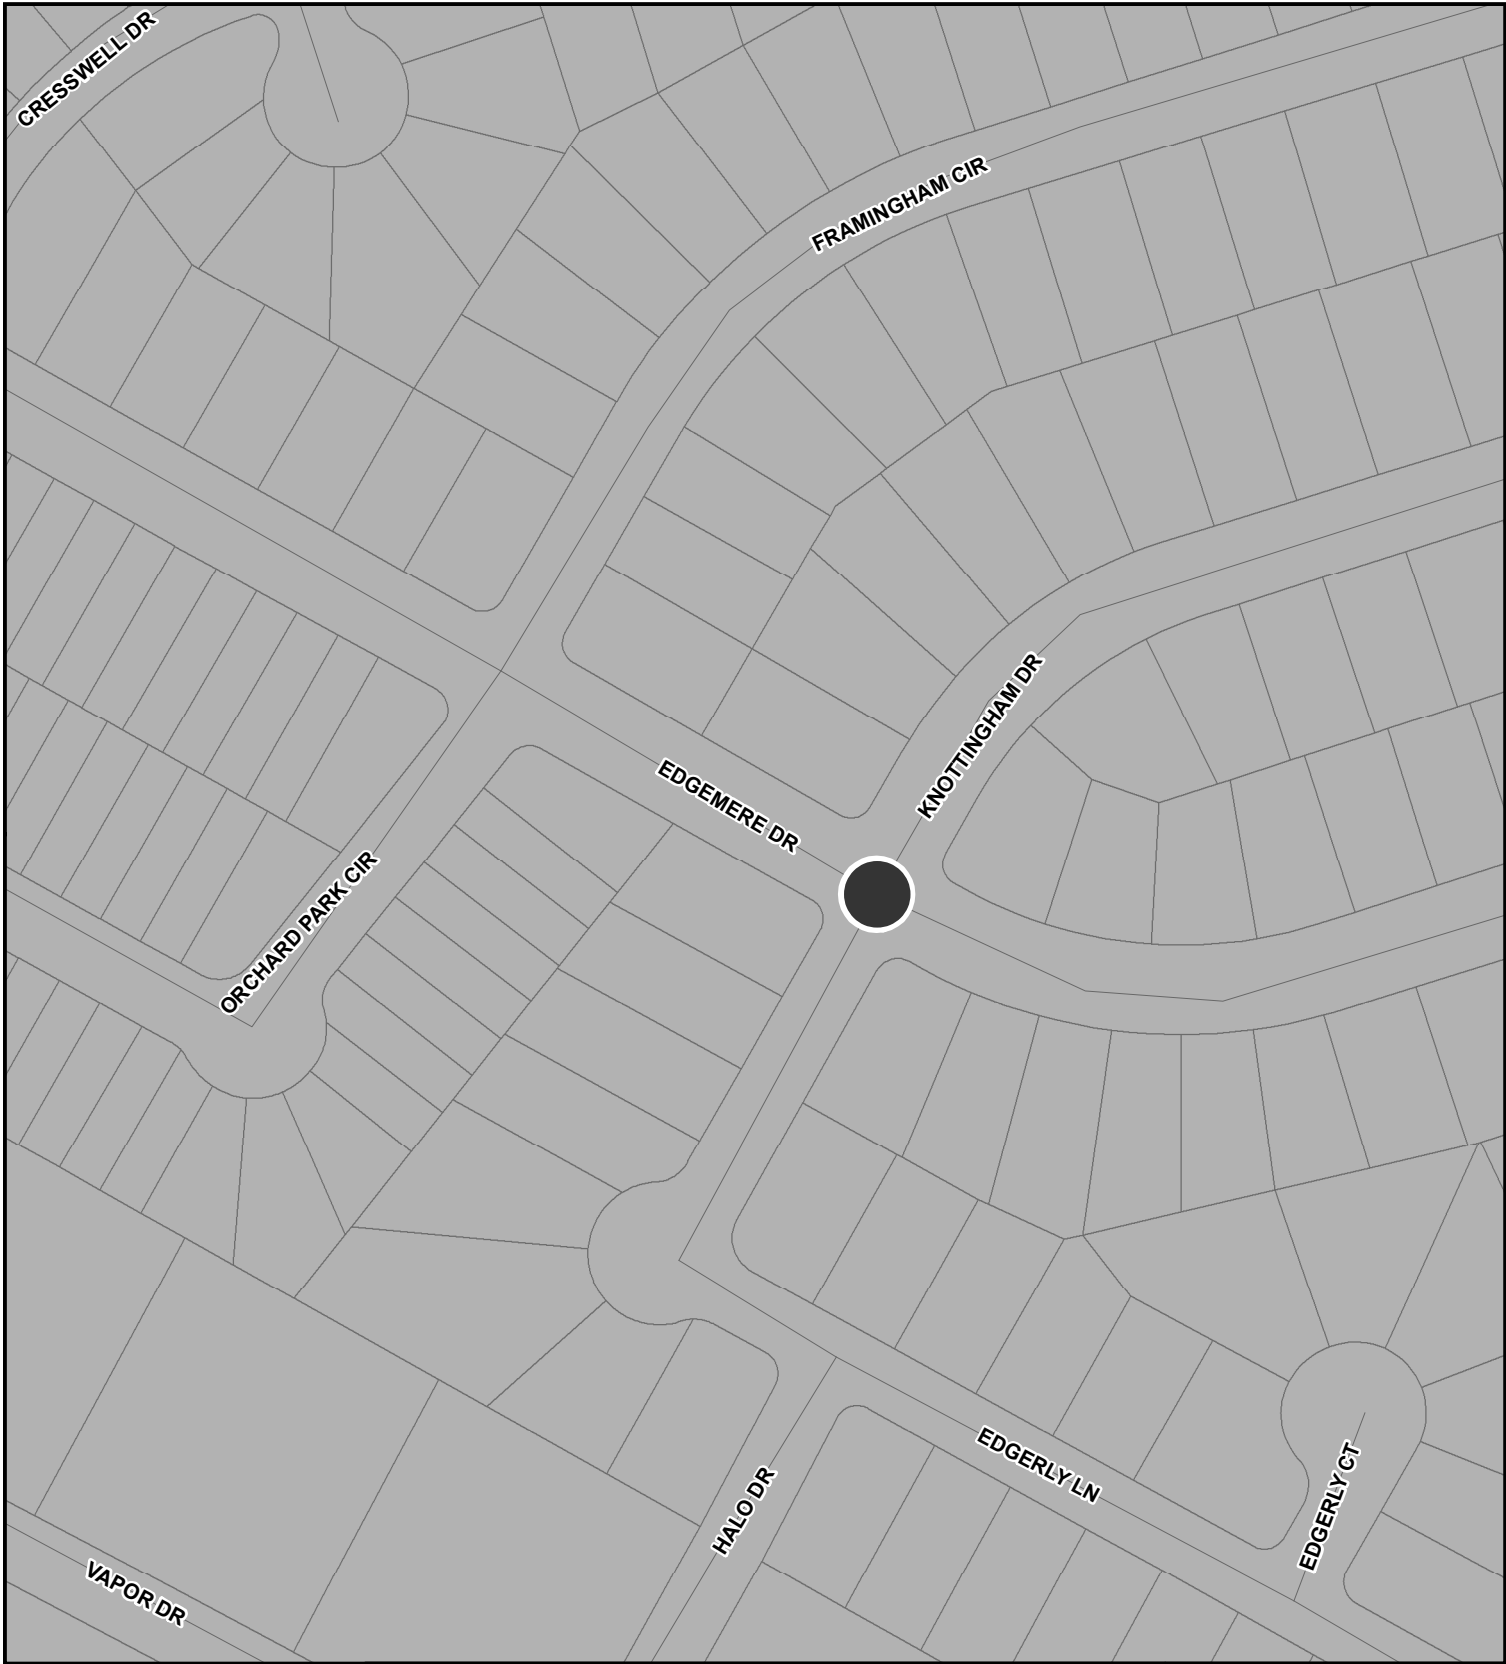 CRESSWELL DR
FRAMINGHAM CIR
KNOTTINGHAM DR
EDGEMERE DR
ORCHARD PARK CIR
EDGERLY LN
EDGERLY CT
HALO DR
VAPOR DR